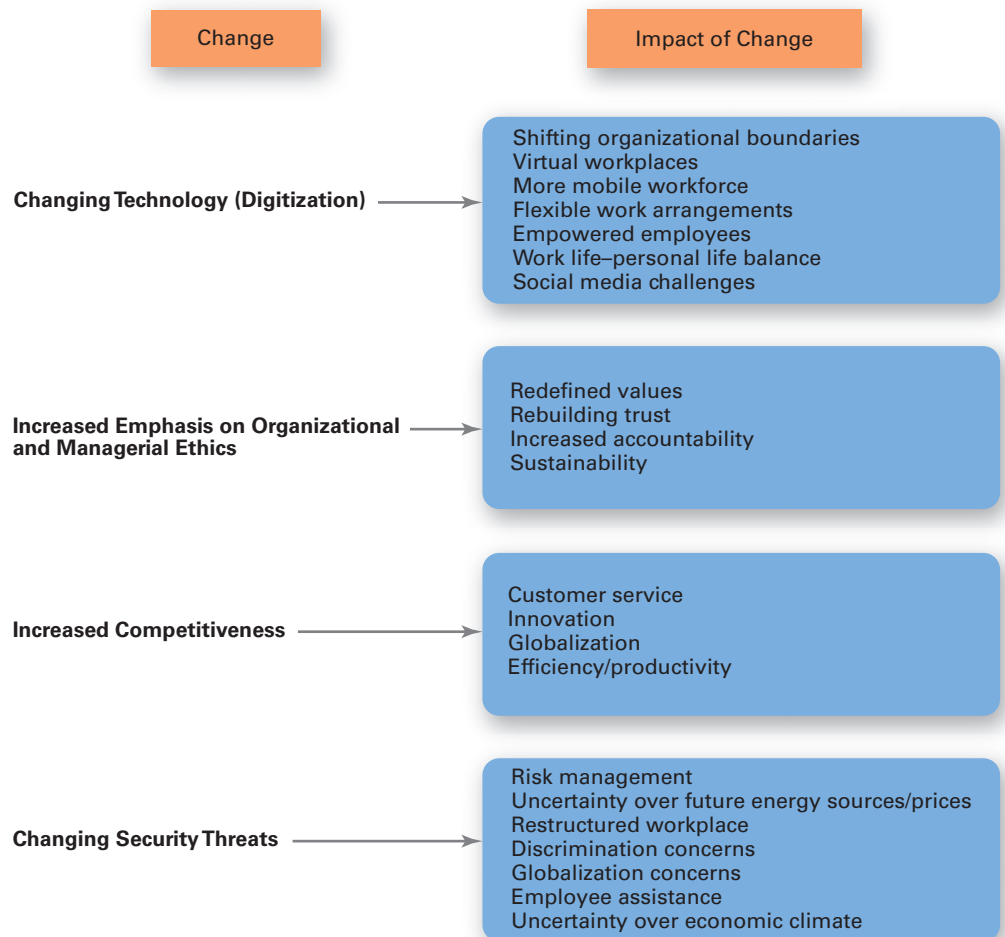 Change
Impact of Change
Changing Technology (Digitization)
Shifting organizational boundaries
Virtual workplaces
More mobile workforce
Flexible work arrangements
Empowered employees
Work life–personal life balance
Social media challenges
Increased Emphasis on Organizational
and Managerial Ethics
Redefined values
Rebuilding trust
Increased accountability
Sustainability
Increased Competitiveness
Customer service
Innovation
Globalization
Efficiency/productivity
Changing Security Threats
Risk management
Uncertainty over future energy sources/prices
Restructured workplace
Discrimination concerns
Globalization concerns
Employee assistance
Uncertainty over economic climate